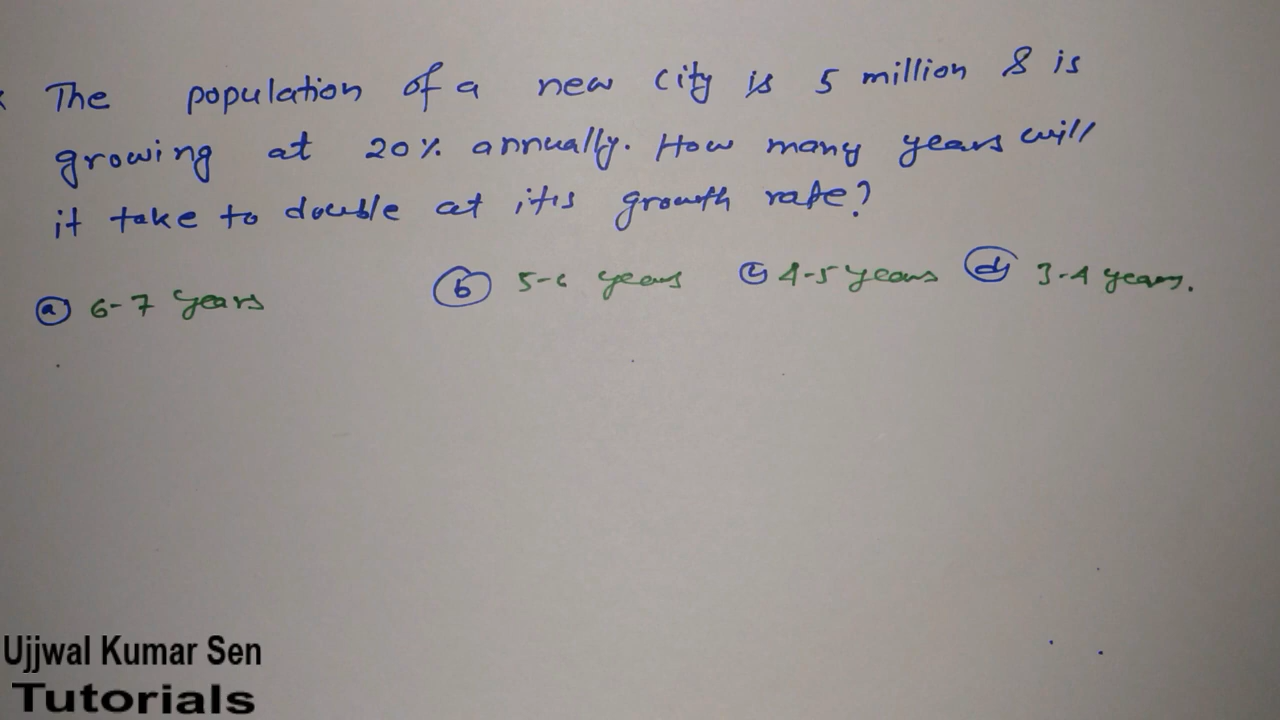 The population of a new city is 5 million & is
growing at 20% annually. How many years will
it take to double at itis growth rate?
(a) 6-7 years (b) 5-6 years (c) 4-5 years (d) 3-4 years.
Ujjwal Kumar Sen
Tutorials